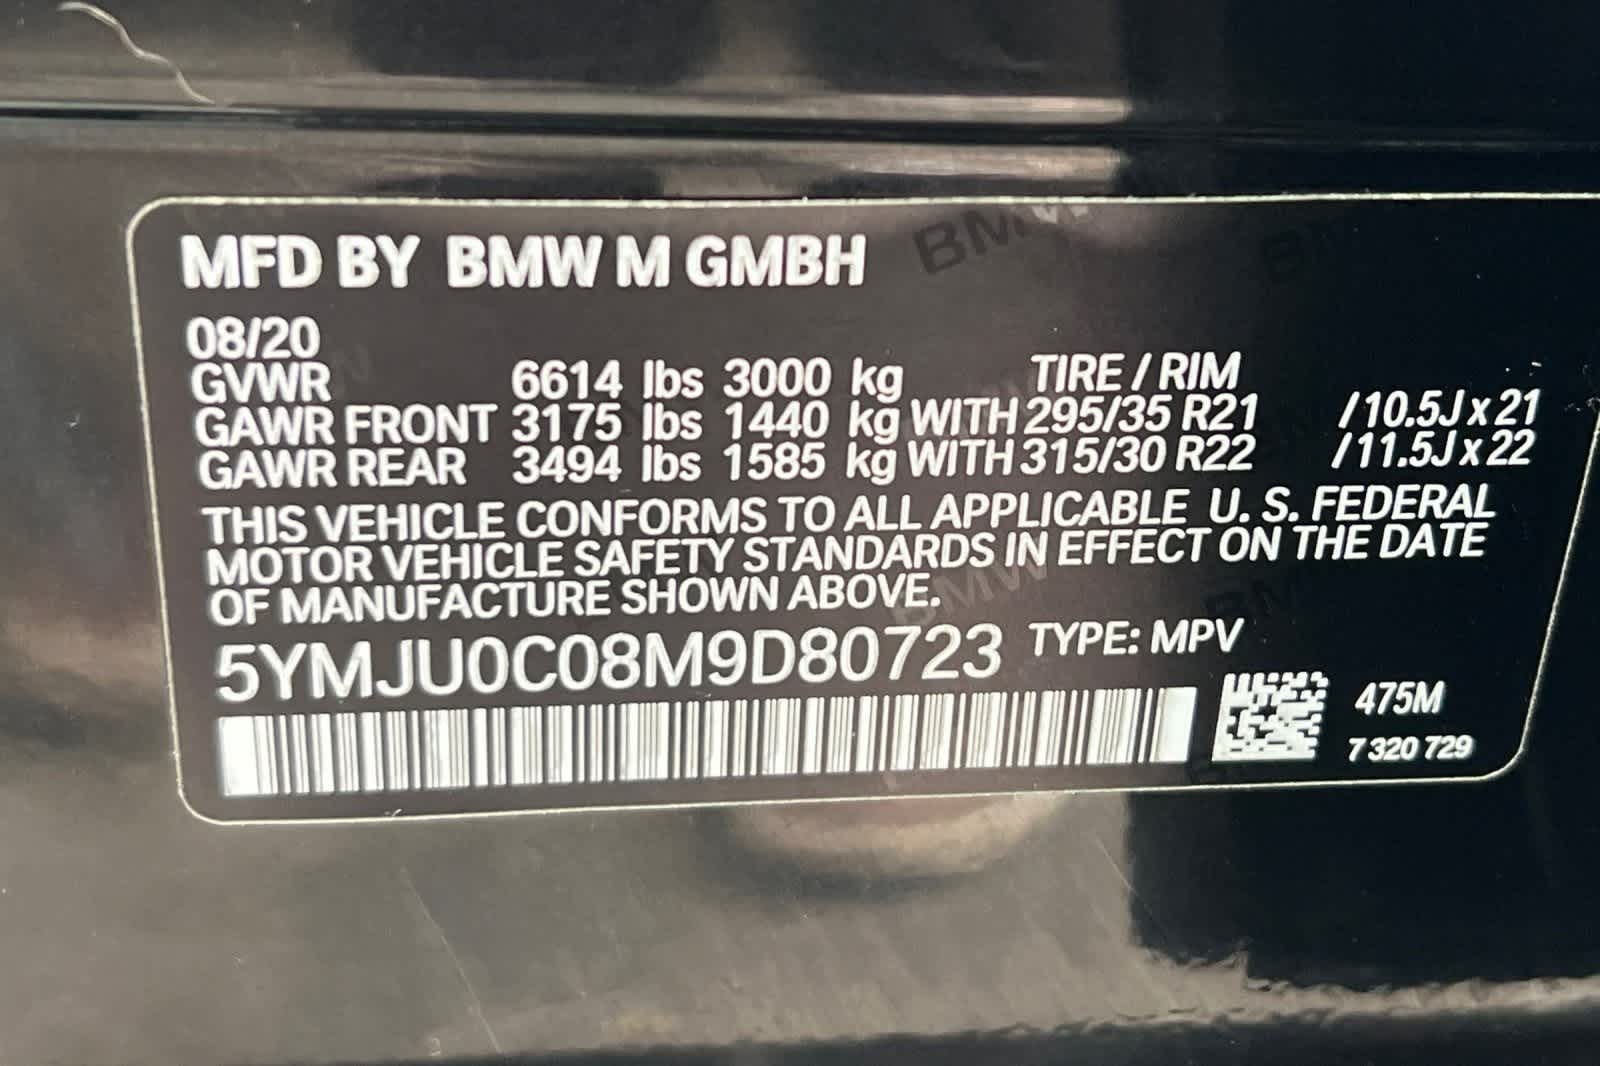 MFD BY BMW M GMBH
08/20
GVWR 6614 lbs 3000 kg TIRE / RIM
GAWR FRONT 3175 lbs 1440 kg WITH 295/35 R21 /10.5J x 21
GAWR REAR 3494 lbs 1585 kg WITH 315/30 R22 /11.5J x 22
THIS VEHICLE CONFORMS TO ALL APPLICABLE U. S. FEDERAL
MOTOR VEHICLE SAFETY STANDARDS IN EFFECT ON THE DATE
OF MANUFACTURE SHOWN ABOVE.
5YMJU0C08M9D80723 TYPE: MPV
475M
7 320 729
BMW
BMW